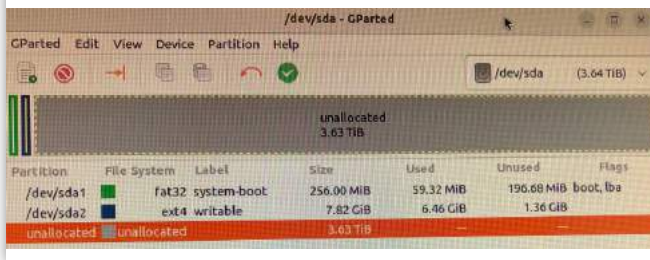 /dev/sda - GParted
GParted Edit View Device Partition Help
/dev/sda (3.64 TiB)
unallocated
3.63 TiB
Partition File System Label Size Used Unused Flags
/dev/sda1 fat32 system-boot 256.00 MiB 59.32 MiB 196.68 MiB boot, lba
/dev/sda2 ext4 writable 7.82 GiB 6.46 GiB 1.36 GiB
unallocated unallocated 3.63 TiB — —